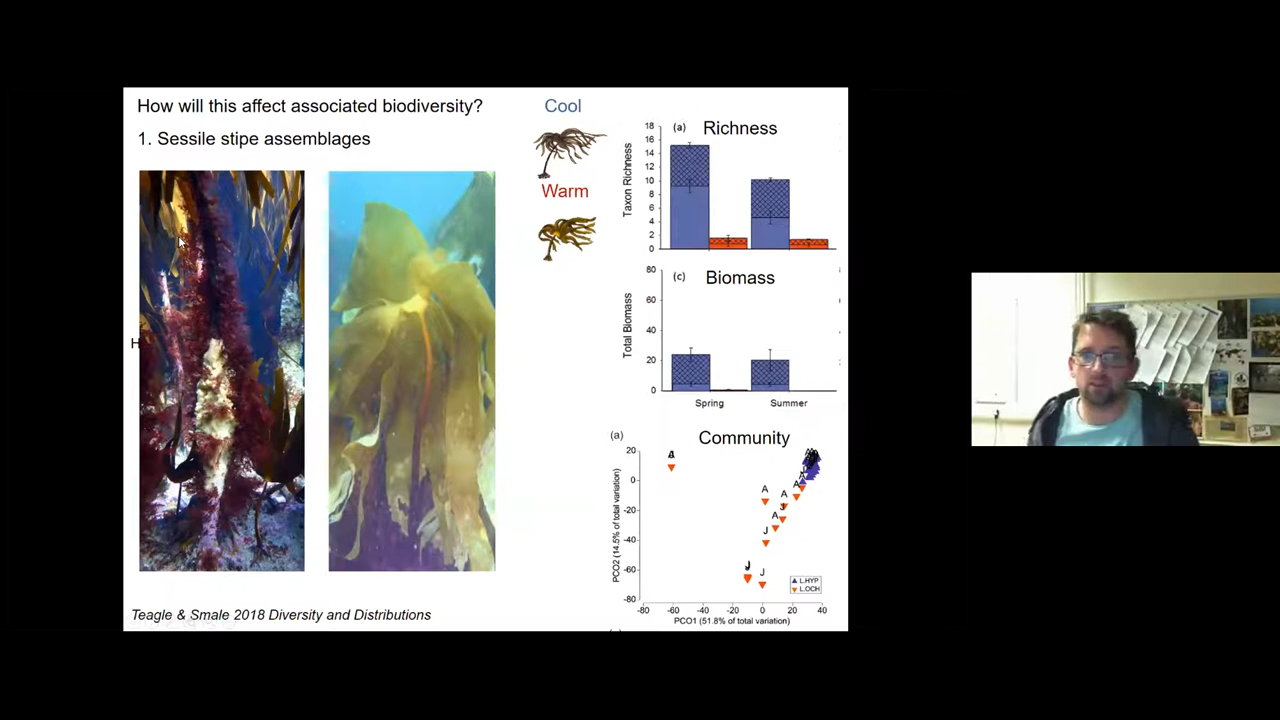 How will this affect associated biodiversity?
1. Sessile stipe assemblages
H
Teagle & Smale 2018 Diversity and Distributions
Cool
Warm
(a) Richness
Taxon Richness
18
16
14
12
10
8
6
4
2
0
(c) Biomass
Total Biomass
80
60
40
20
0
Spring Summer
(a) Community
PCO2 (14.5% of total variation)
20
0
-20
-40
-60
-80
A
A
A
A
A
J
J
J
J
L.HYP
L.OCH
-80 -60 -40 -20 0 20 40
PCO1 (51.8% of total variation)